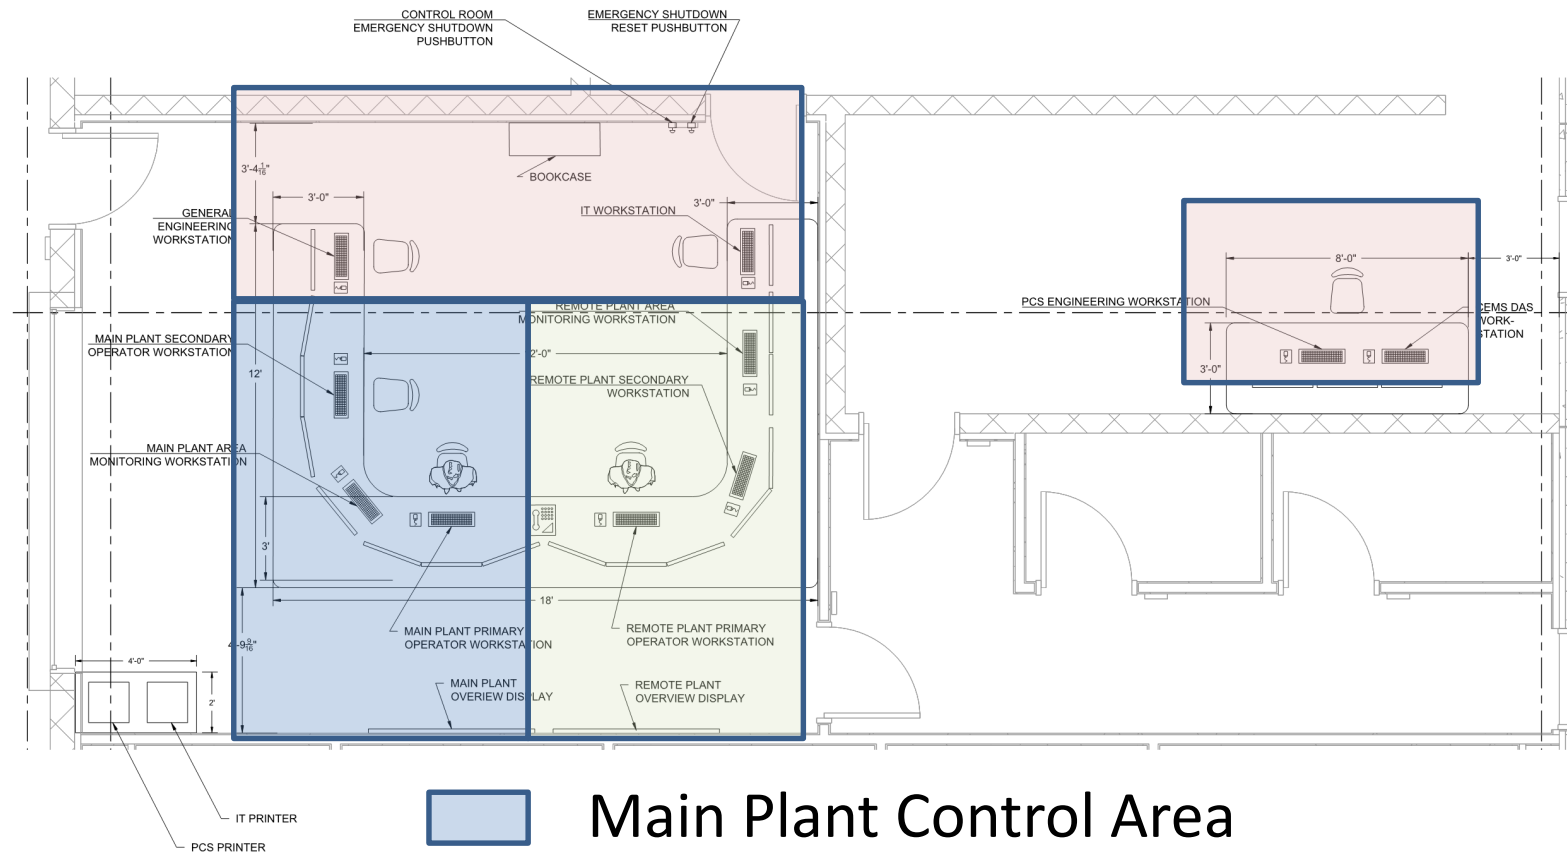 CONTROL ROOM
EMERGENCY SHUTDOWN
PUSHBUTTON
EMERGENCY SHUTDOWN
RESET PUSHBUTTON
3'-4 1/16"
BOOKCASE
3'-0"
3'-0"
GENERAL
ENGINEERING
WORKSTATION
IT WORKSTATION
8'-0"
3'-0"
PCS ENGINEERING WORKSTATION
CEMS DAS
WORK-
STATION
REMOTE PLANT AREA
MONITORING WORKSTATION
MAIN PLANT SECONDARY
OPERATOR WORKSTATION
2'-0"
12'
3'-0"
REMOTE PLANT SECONDARY
WORKSTATION
MAIN PLANT AREA
MONITORING WORKSTATION
3'
18'
MAIN PLANT PRIMARY
OPERATOR WORKSTATION
REMOTE PLANT PRIMARY
OPERATOR WORKSTATION
4'-9 9/16"
4'-0"
2'
MAIN PLANT
OVERIEW DISPLAY
REMOTE PLANT
OVERVIEW DISPLAY
IT PRINTER
PCS PRINTER
Main Plant Control Area